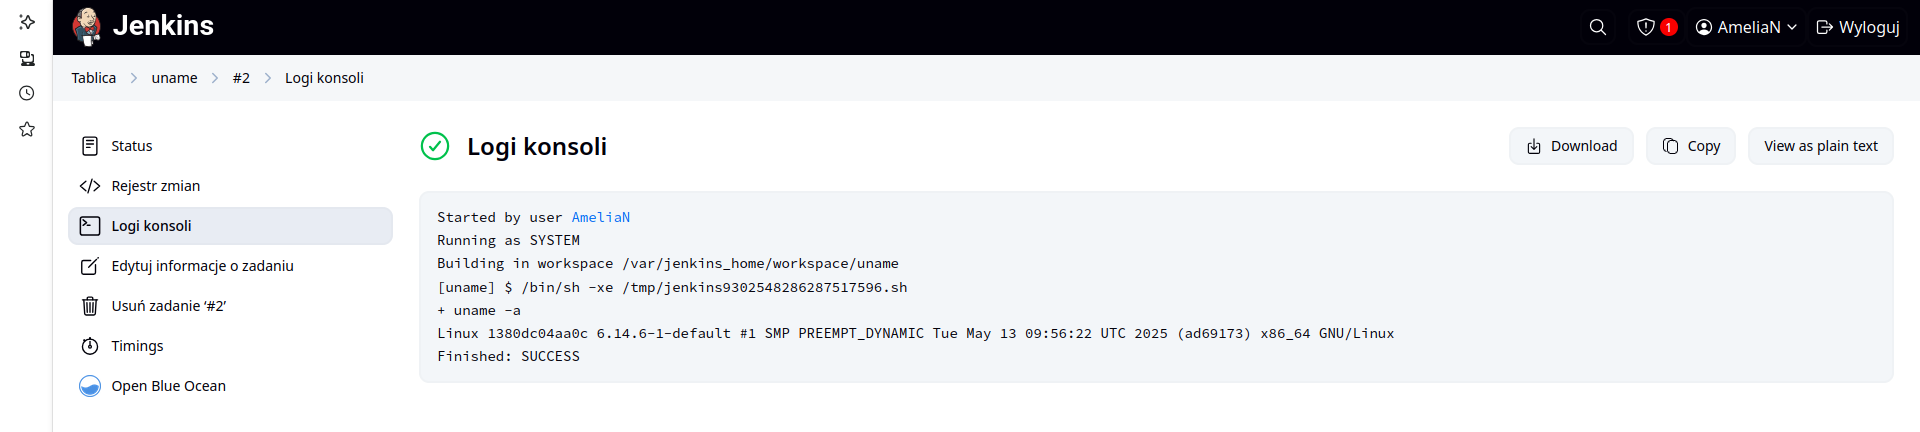 Jenkins
1
AmeliaN
Wyloguj
Tablica
uname
#2
Logi konsoli
Status
Rejestr zmian
Logi konsoli
Edytuj informacje o zadaniu
Usuń zadanie ‘#2’
Timings
Open Blue Ocean
Logi konsoli
Download
Copy
View as plain text
Started by user AmeliaN
Running as SYSTEM
Building in workspace /var/jenkins_home/workspace/uname
[uname] $ /bin/sh -xe /tmp/jenkins9302548286287517596.sh
+ uname -a
Linux 1380dc04aa0c 6.14.6-1-default #1 SMP PREEMPT_DYNAMIC Tue May 13 09:56:22 UTC 2025 (ad69173) x86_64 GNU/Linux
Finished: SUCCESS